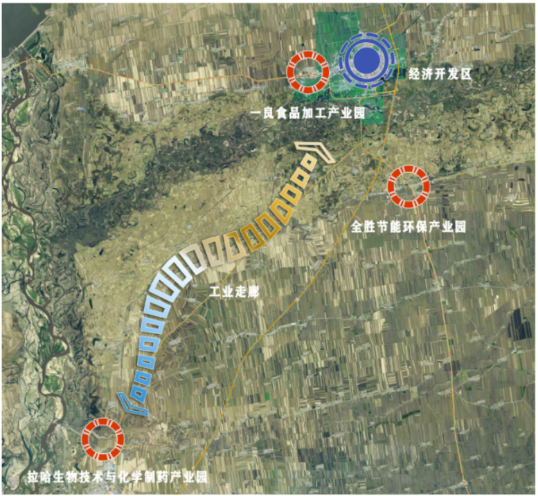 经济开发区
一良食品加工产业园
全胜节能环保产业园
工业走廊
拉哈生物技术与化学制药产业园